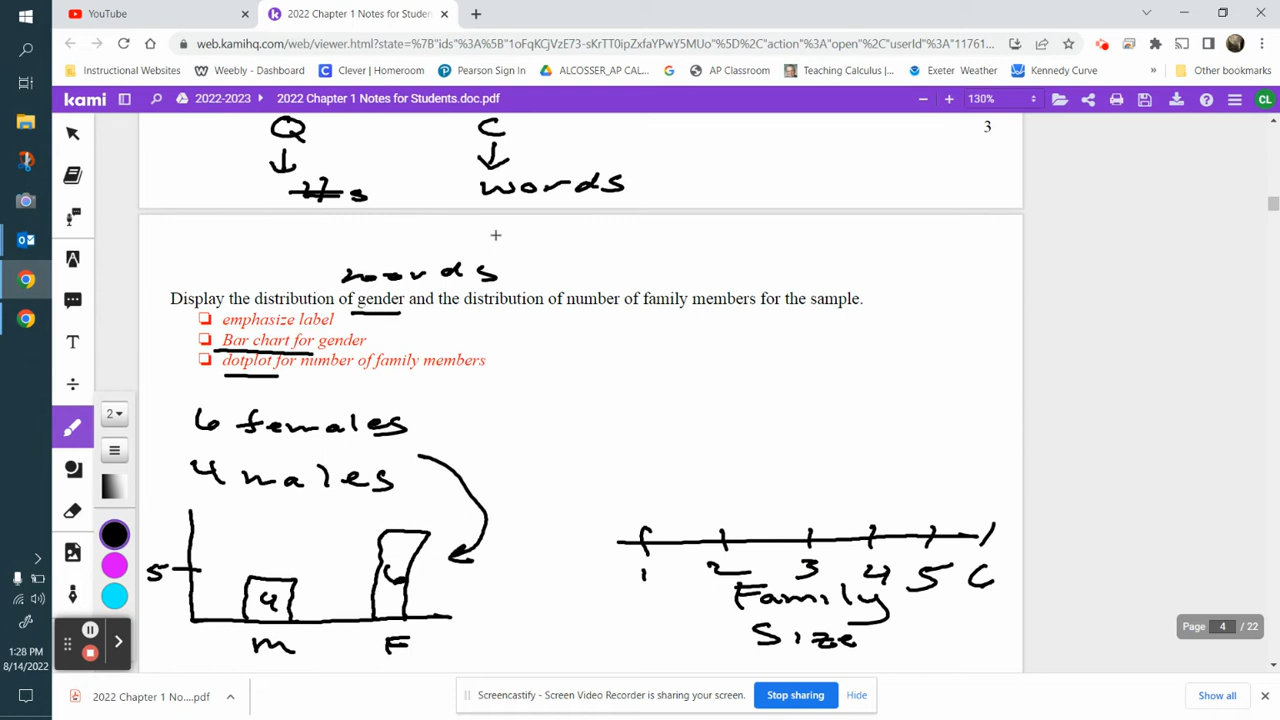 YouTube
2022 Chapter 1 Notes for Studen
web.kamihq.com/web/viewer.html?state=%7B"ids"%3A%5B"1oFqKCjVzE73-sKrTT0ipZxfaYPwY5MUo"%5D%2C"action"%3A"open"%2C"userId"%3A"11761...
Instructional Websites
Weebly - Dashboard
Clever | Homeroom
Pearson Sign In
ALCOSSER_AP CAL...
AP Classroom
Teaching Calculus |...
Exeter Weather
Kennedy Curve
Other bookmarks
kami
2022-2023
2022 Chapter 1 Notes for Students.doc.pdf
130%
CL
Q C
3
#s words
words
Display the distribution of gender and the distribution of number of family members for the sample.
emphasize label
Bar chart for gender
dotplot for number of family members
6 females
4 males
5
4
6
M F
1 2 3 4 5 6
Family
Size
2
Page 4 / 22
1:28 PM
8/14/2022
2022 Chapter 1 No....pdf
Screencastify - Screen Video Recorder is sharing your screen.
Stop sharing
Hide
Show all